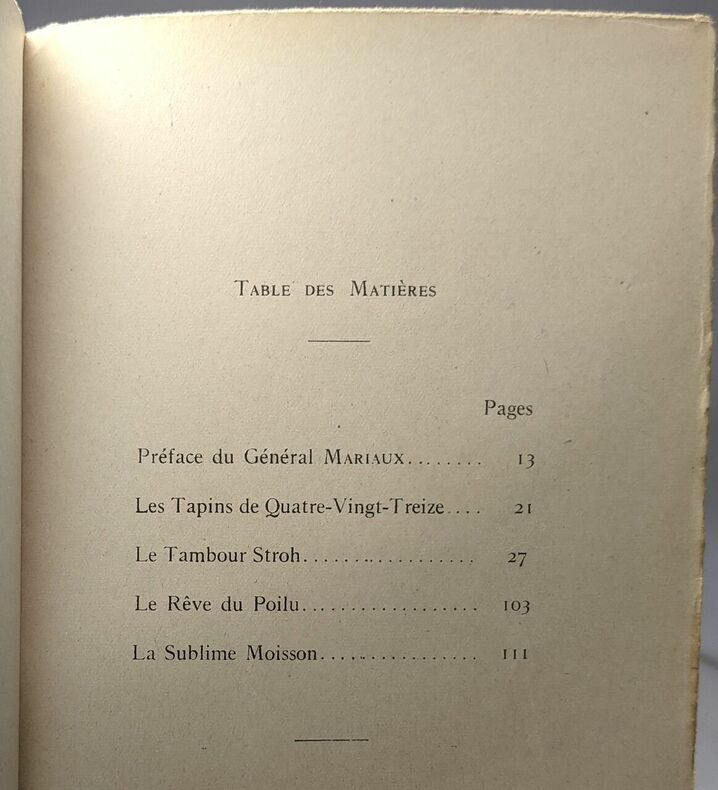 Table des Matières
Pages
Préface du Général Mariaux........ 13
Les Tapins de Quatre-Vingt-Treize.... 21
Le Tambour Stroh.................. 27
Le Rêve du Poilu.................. 103
La Sublime Moisson................ 111